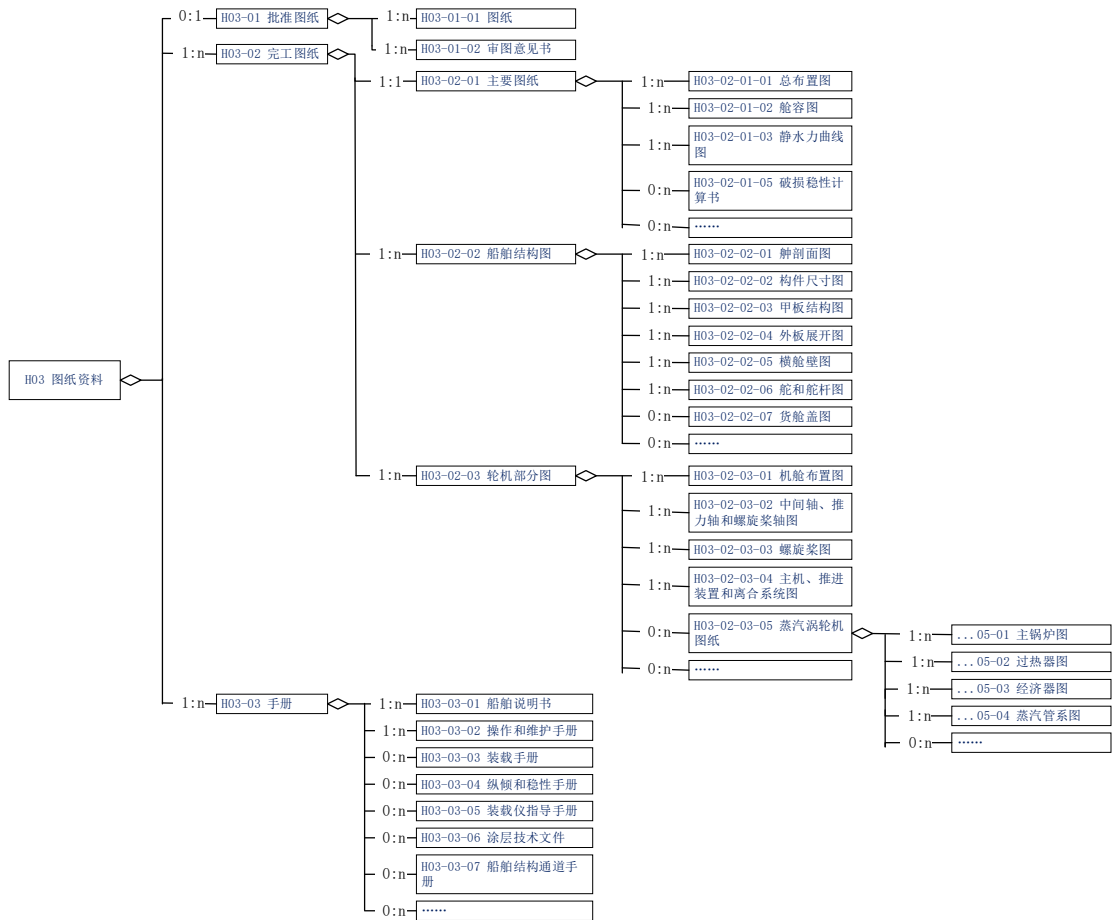 0:1
H03-01 批准图纸
1:n
H03-01-01 图纸
1:n
H03-01-02 审图意见书
1:n
H03-02 完工图纸
1:1
H03-02-01 主要图纸
1:n
H03-02-01-01 总布置图
1:n
H03-02-01-02 舱容图
1:n
H03-02-01-03 静水力曲线
图
0:n
H03-02-01-05 破损稳性计
算书
0:n
……
1:n
H03-02-02 船舶结构图
1:n
H03-02-02-01 舯剖面图
1:n
H03-02-02-02 构件尺寸图
1:n
H03-02-02-03 甲板结构图
1:n
H03-02-02-04 外板展开图
1:n
H03-02-02-05 横舱壁图
1:n
H03-02-02-06 舵和舵杆图
0:n
H03-02-02-07 货舱盖图
0:n
……
H03 图纸资料
1:n
H03-02-03 轮机部分图
1:n
H03-02-03-01 机舱布置图
1:n
H03-02-03-02 中间轴、推
力轴和螺旋桨轴图
1:n
H03-02-03-03 螺旋桨图
1:n
H03-02-03-04 主机、推进
装置和离合系统图
0:n
H03-02-03-05 蒸汽涡轮机
图纸
1:n
...05-01 主锅炉图
1:n
...05-02 过热器图
1:n
...05-03 经济器图
1:n
...05-04 蒸汽管系图
0:n
……
0:n
……
1:n
H03-03 手册
1:n
H03-03-01 船舶说明书
1:n
H03-03-02 操作和维护手册
0:n
H03-03-03 装载手册
0:n
H03-03-04 纵倾和稳性手册
0:n
H03-03-05 装载仪指导手册
0:n
H03-03-06 涂层技术文件
0:n
H03-03-07 船舶结构通道手
册
0:n
……